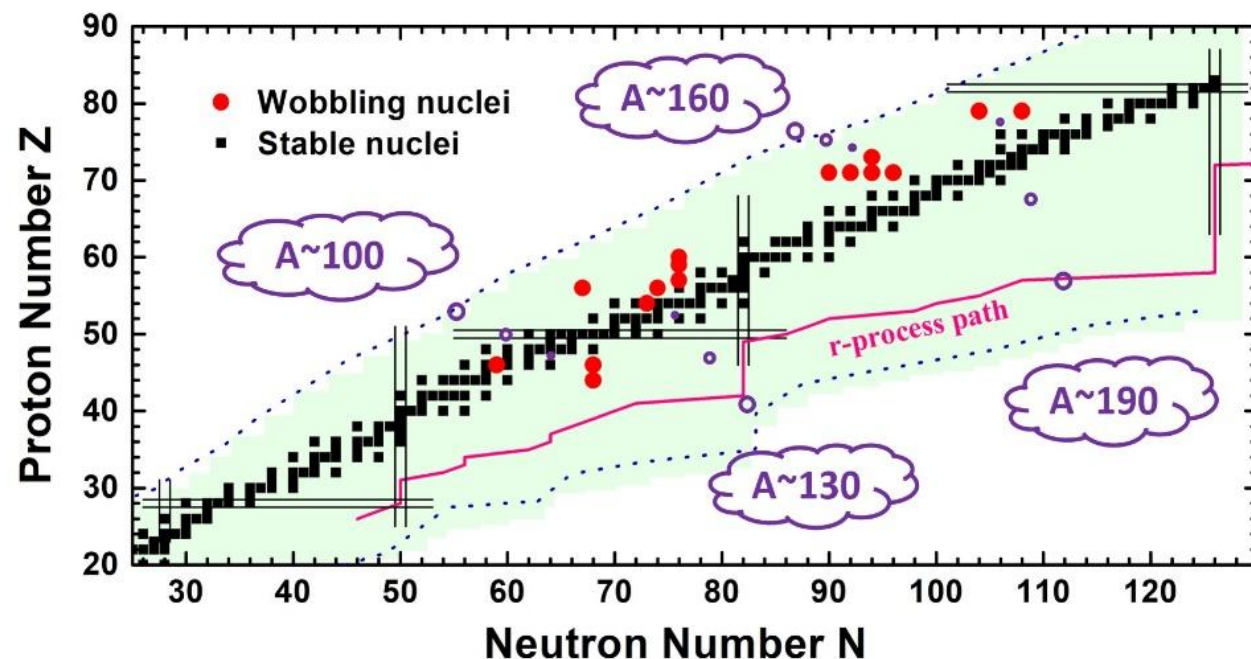 90
80
70
60
50
40
30
20
Proton Number Z
Wobbling nuclei
Stable nuclei
A~160
A~100
r-process path
A~190
A~130
30 40 50 60 70 80 90 100 110 120
Neutron Number N